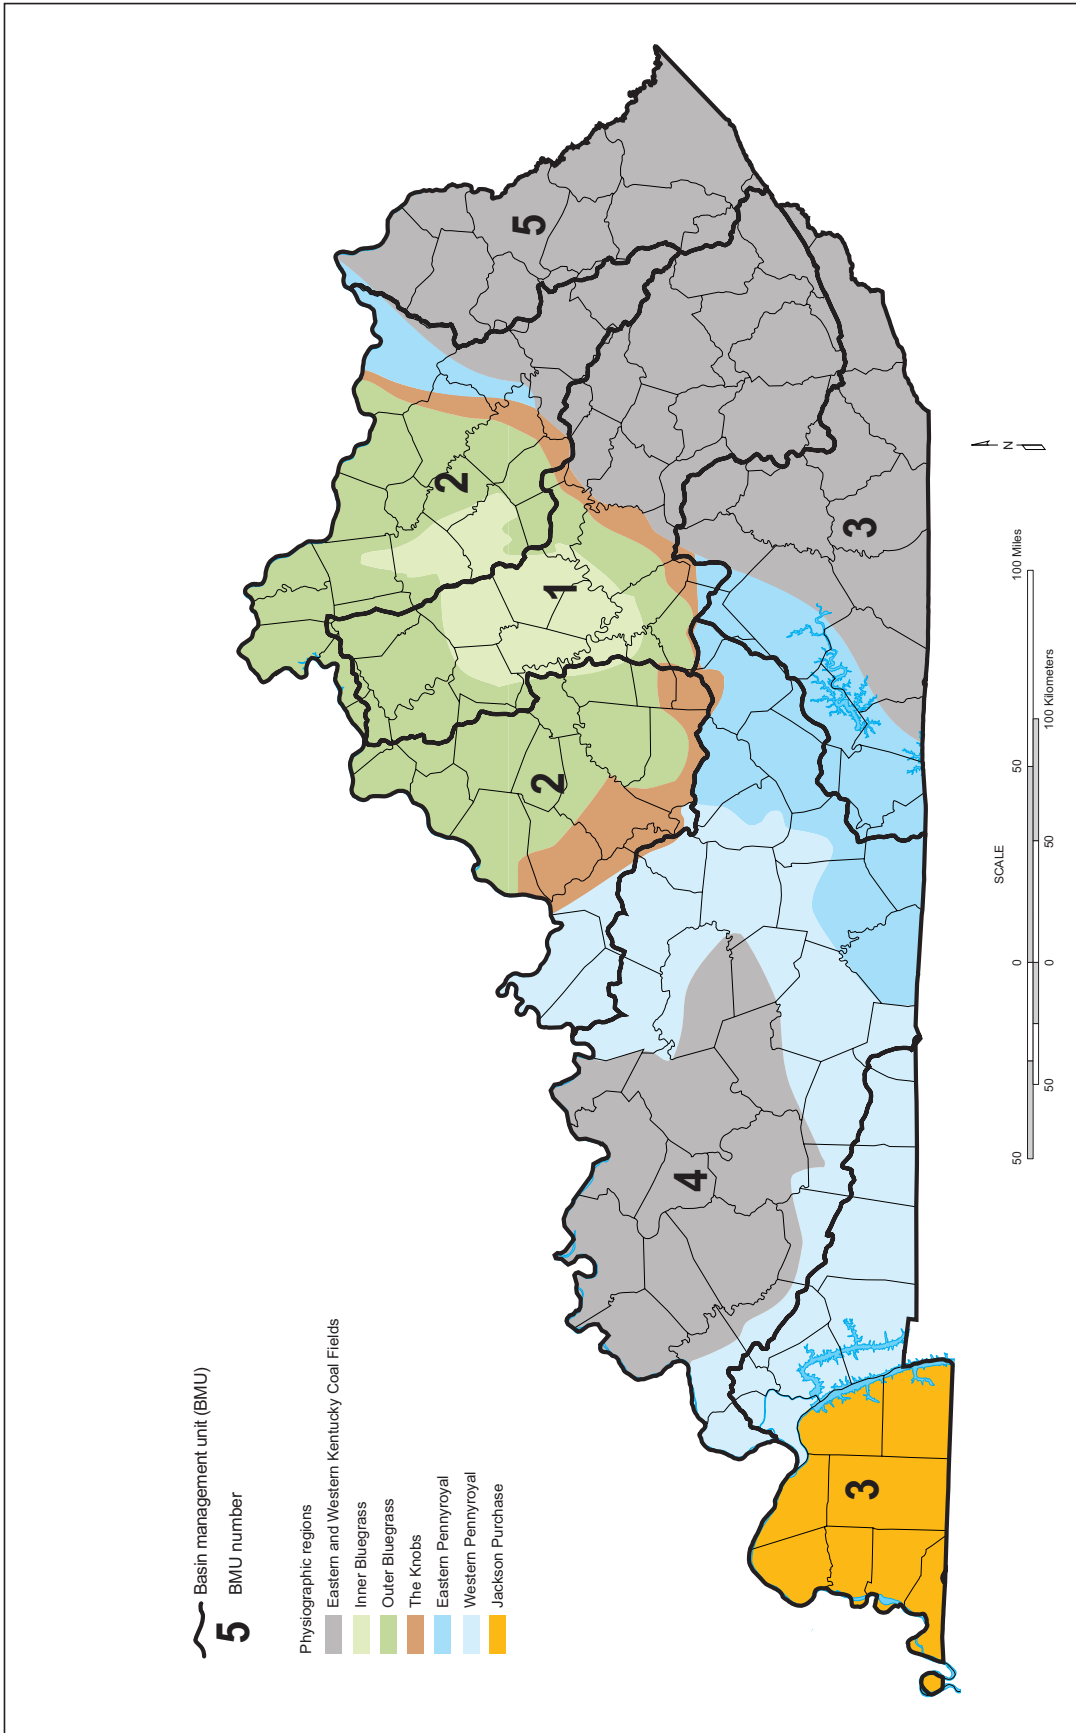 Basin management unit (BMU)
5 BMU number
Physiographic regions
Eastern and Western Kentucky Coal Fields
Inner Bluegrass
Outer Bluegrass
The Knobs
Eastern Pennyroyal
Western Pennyroyal
Jackson Purchase
2
5
2
1
2
4
3
3
N
SCALE
50 0 50 100 Miles
50 0 50 100 Kilometers